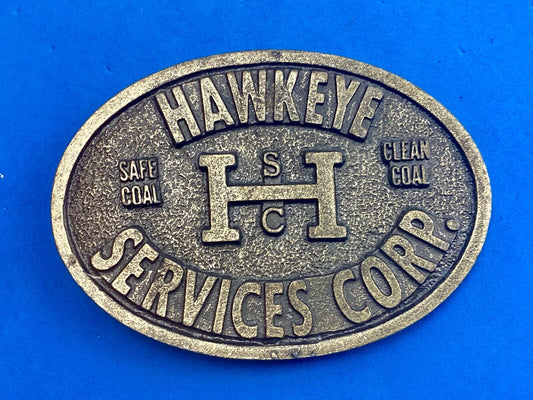 HAWKEYE
SAFE
COAL
S
H
C
CLEAN
COAL
SERVICES CORP.